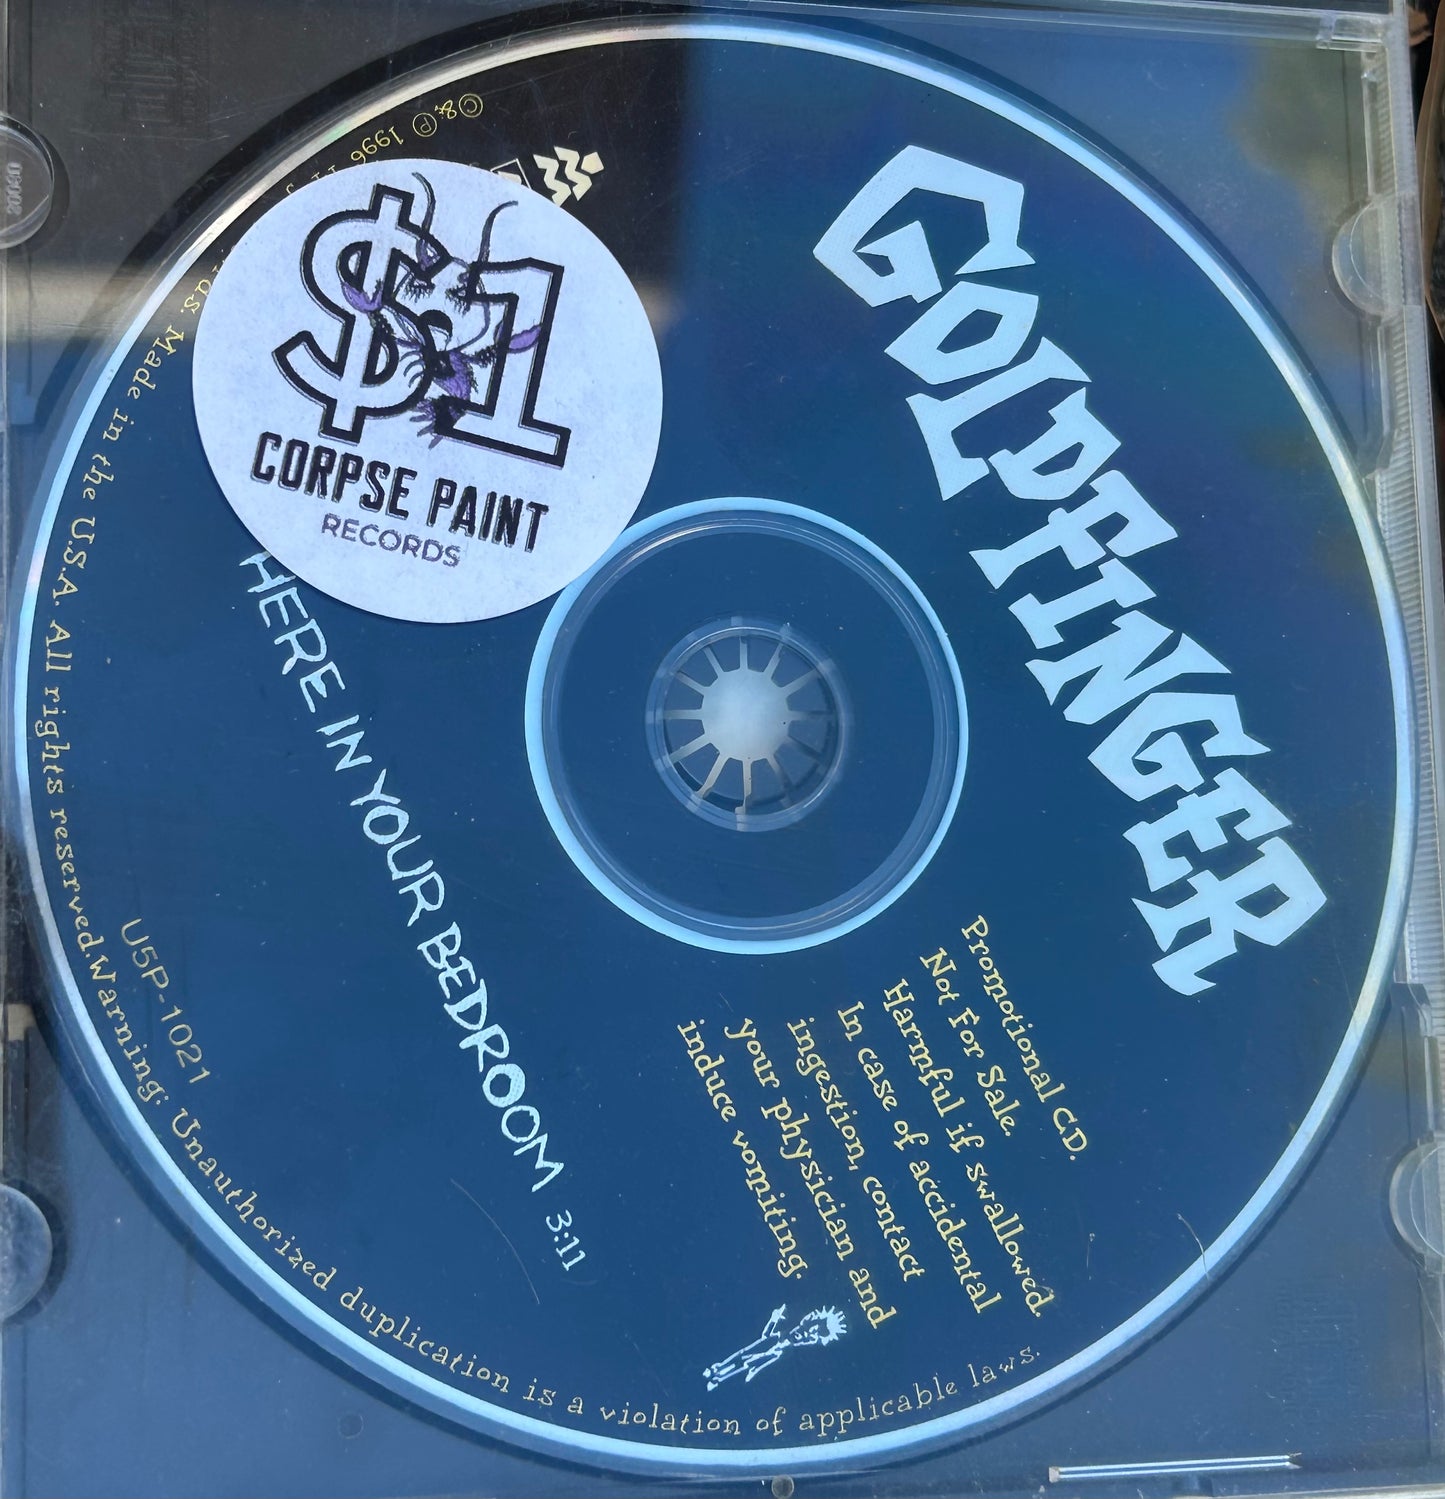 GOLDFINGER
$1
CORPSE PAINT
RECORDS
HERE IN YOUR BEDROOM 3:11
Promotional CD.
Not For Sale.
Harmful if swallowed.
In case of accidental
ingestion, contact
your physician and
induce vomiting.
U5P-1021
©&℗ 1996
Made in the U.S.A. All rights reserved. Warning: Unauthorized duplication is a violation of applicable laws.